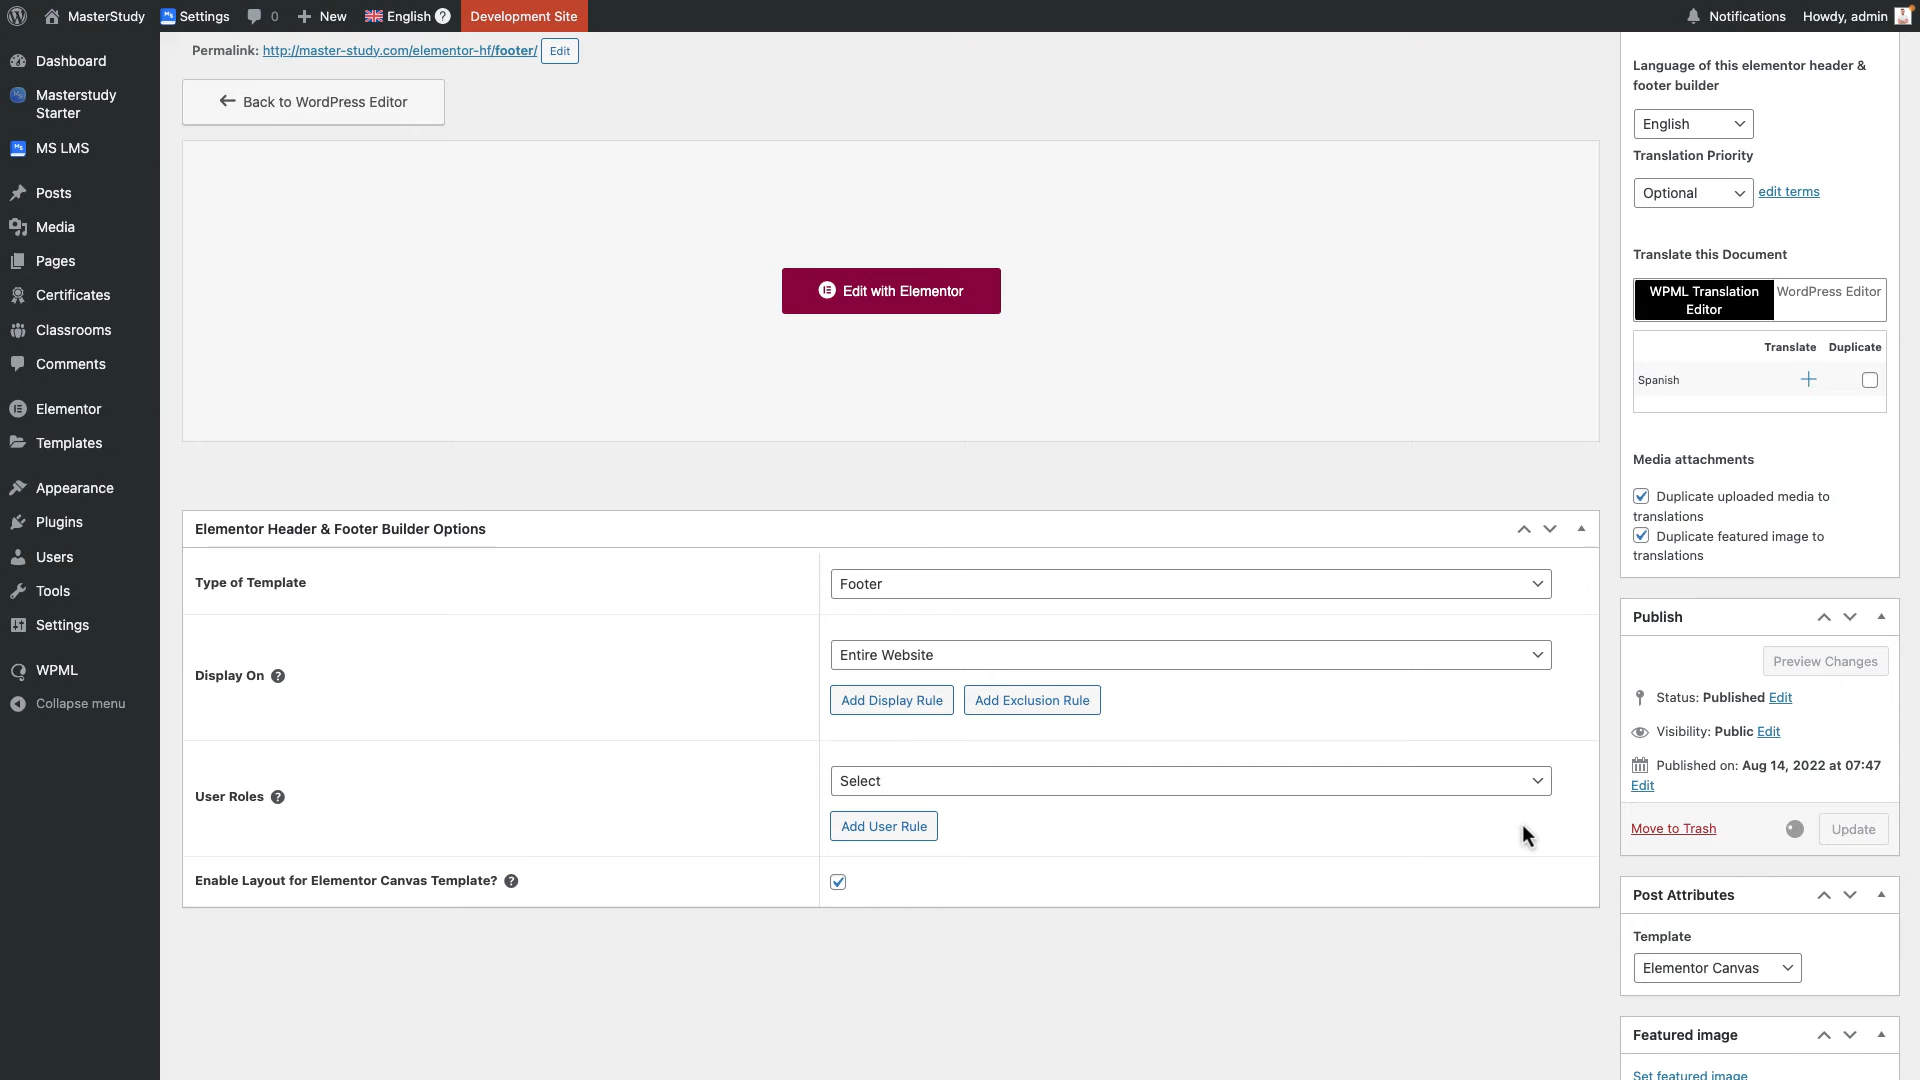 MasterStudy Settings 0 New English Development Site Notifications Howdy, admin
Dashboard
Masterstudy
Starter
MS LMS
Posts
Media
Pages
Certificates
Classrooms
Comments
Elementor
Templates
Appearance
Plugins
Users
Tools
Settings
WPML
Collapse menu
Permalink: http://master-study.com/elementor-hf/footer/ Edit
Back to WordPress Editor
Edit with Elementor
Elementor Header & Footer Builder Options
Type of Template
Footer
Display On
Entire Website
Add Display Rule Add Exclusion Rule
User Roles
Select
Add User Rule
Enable Layout for Elementor Canvas Template?
Language of this elementor header &
footer builder
English
Translation Priority
Optional edit terms
Translate this Document
WPML Translation
Editor
WordPress Editor
Translate Duplicate
Spanish
Media attachments
Duplicate uploaded media to
translations
Duplicate featured image to
translations
Publish
Preview Changes
Status: Published Edit
Visibility: Public Edit
Published on: Aug 14, 2022 at 07:47
Edit
Move to Trash Update
Post Attributes
Template
Elementor Canvas
Featured image
Set featured image